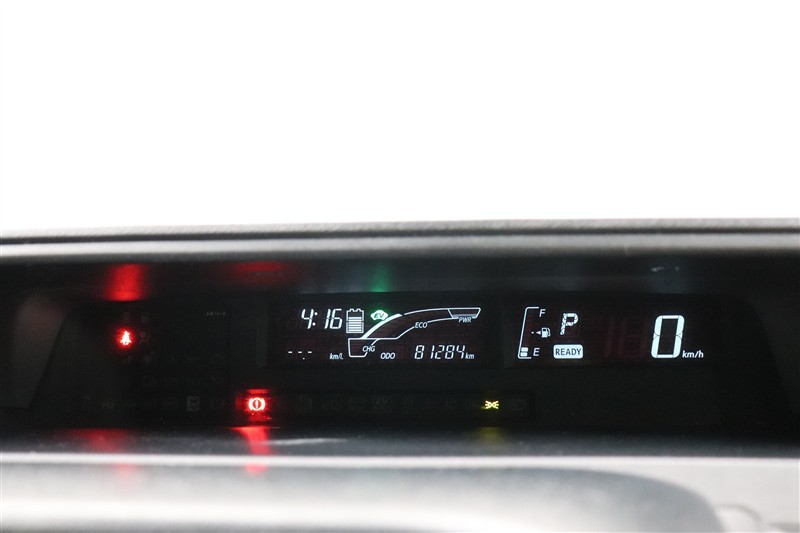 4:16
ECO
PWR
CHG
-.- km/L
ODO 81284 km
F
E
P
READY
0 km/h